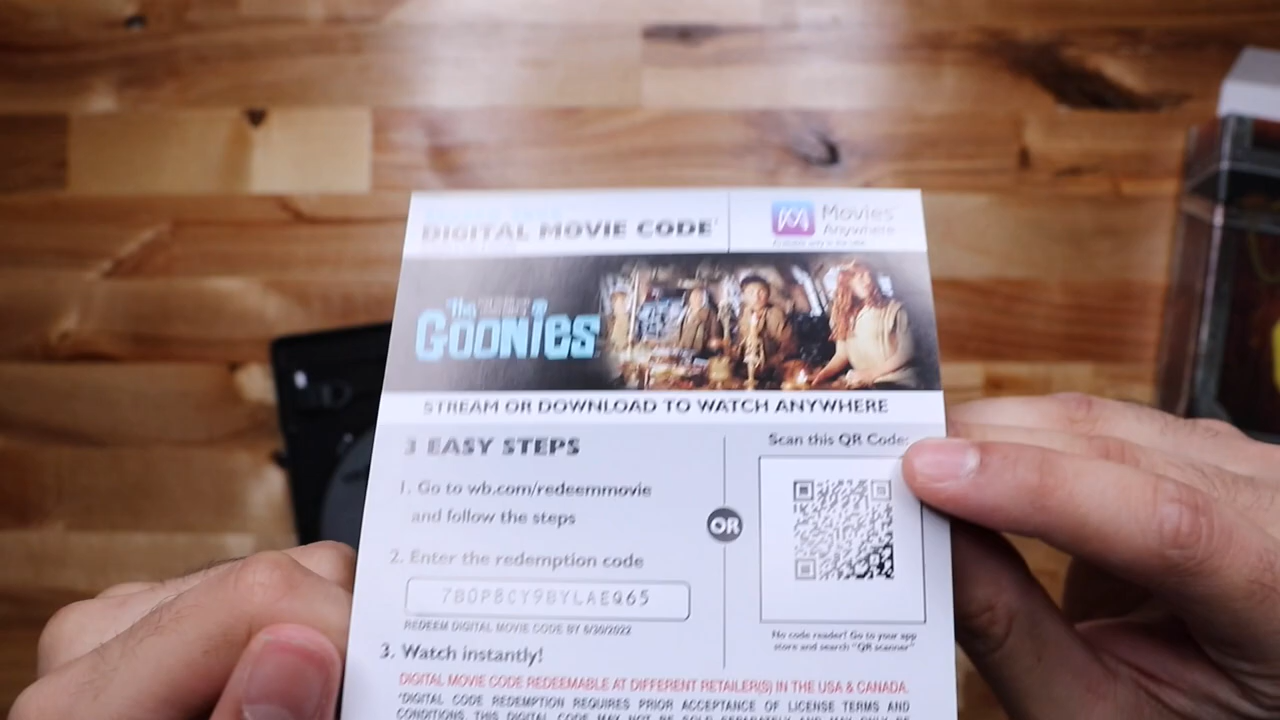 DIGITAL MOVIE CODE
Movies
Anywhere
The
GOONIES
STREAM OR DOWNLOAD TO WATCH ANYWHERE
3 EASY STEPS
1. Go to wb.com/redeemmovie
and follow the steps
2. Enter the redemption code
REDEEM DIGITAL MOVIE CODE BY 6/30/2022
3. Watch instantly!
OR
Scan this QR Code:
No code reader? Go to your app
store and search "QR scanner"
DIGITAL MOVIE CODE REDEEMABLE AT DIFFERENT RETAILER(S) IN THE USA & CANADA.
*DIGITAL CODE REDEMPTION REQUIRES PRIOR ACCEPTANCE OF LICENSE TERMS AND
CONDITIONS. THIS DIGITAL CODE MAY NOT BE SOLD SEPARATELY AND MAY ONLY BE